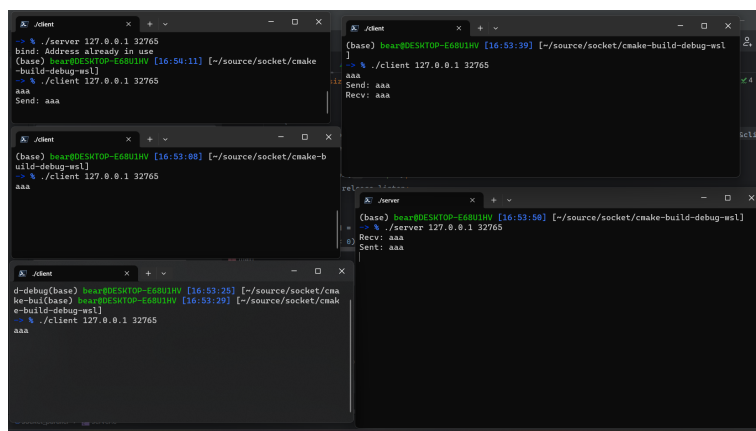 ./client
-> % ./server 127.0.0.1 32765
bind: Address already in use
(base) bear@DESKTOP-E68U1HV [16:54:11] [~/source/socket/cmake
-build-debug-wsl]
-> % ./client 127.0.0.1 32765
aaa
Send: aaa
./client
(base) bear@DESKTOP-E68U1HV [16:53:39] [~/source/socket/cmake-build-debug-wsl
]
-> % ./client 127.0.0.1 32765
aaa
Send: aaa
Recv: aaa
./client
(base) bear@DESKTOP-E68U1HV [16:53:08] [~/source/socket/cmake-b
uild-debug-wsl]
-> % ./client 127.0.0.1 32765
aaa
./server
(base) bear@DESKTOP-E68U1HV [16:53:50] [~/source/socket/cmake-build-debug-wsl]
-> % ./server 127.0.0.1 32765
Recv: aaa
Sent: aaa
./client
d-debug(base) bear@DESKTOP-E68U1HV [16:53:25] [~/source/socket/cma
ke-bui(base) bear@DESKTOP-E68U1HV [16:53:29] [~/source/socket/cmak
e-build-debug-wsl]
-> % ./client 127.0.0.1 32765
aaa